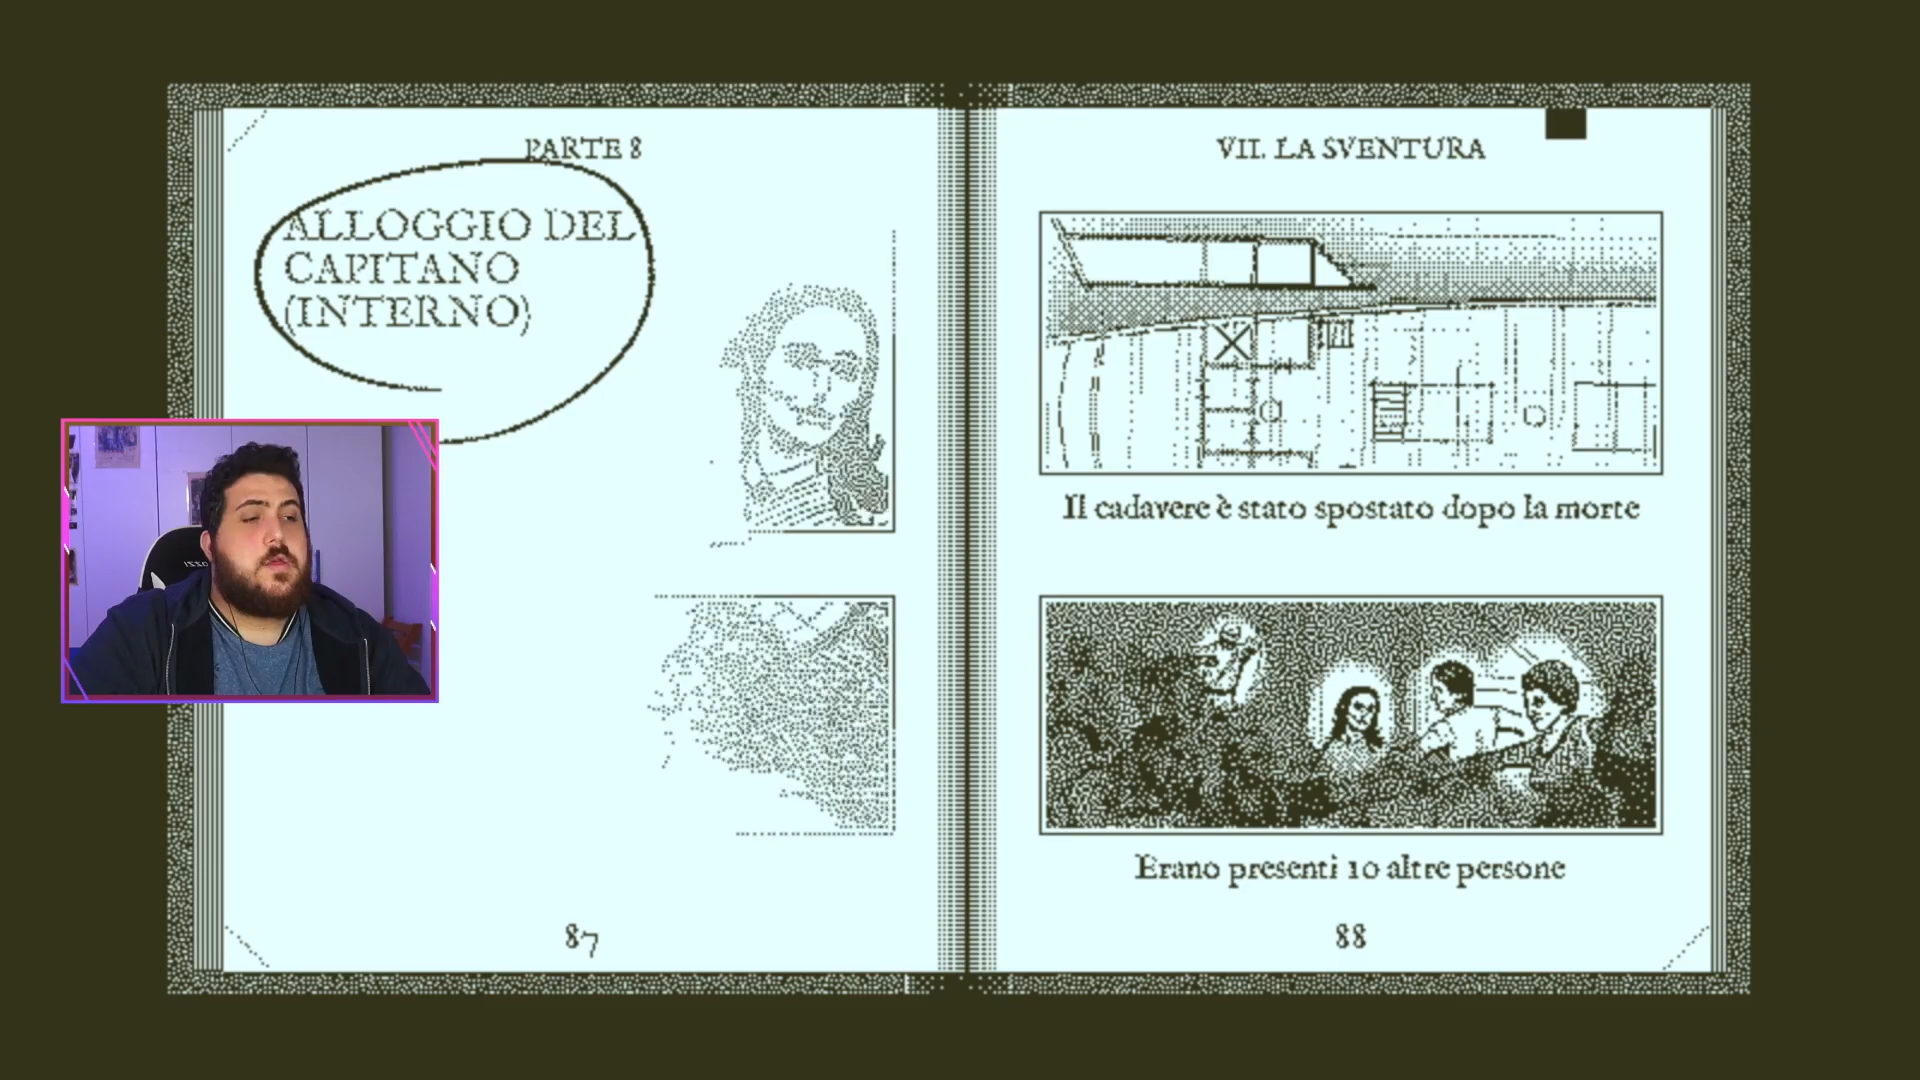 PARTE 8
ALLOGGIO DEL
CAPITANO
(INTERNO)
87
VII. LA SVENTURA
Il cadavere è stato spostato dopo la morte
Erano presenti 10 altre persone
88